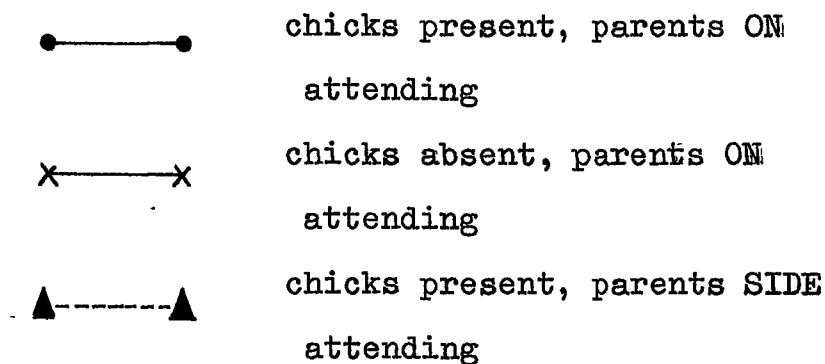 chicks present, parents ON
attending
chicks absent, parents ON
attending
chicks present, parents SIDE
attending